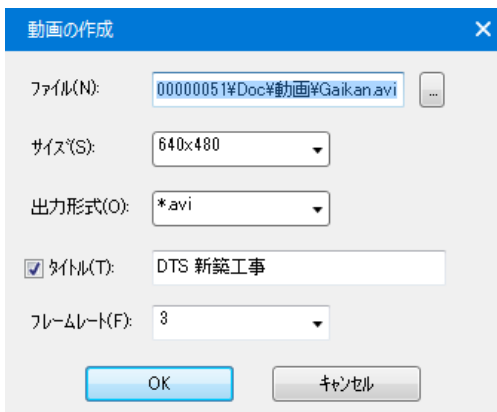 動画の作成
ファイル(N): 00000051¥Doc¥動画¥Gaikan.avi ...
サイズ(S): 640x480
出力形式(O): *.avi
タイトル(T): DTS 新築工事
フレームレート(F): 3
OK キャンセル